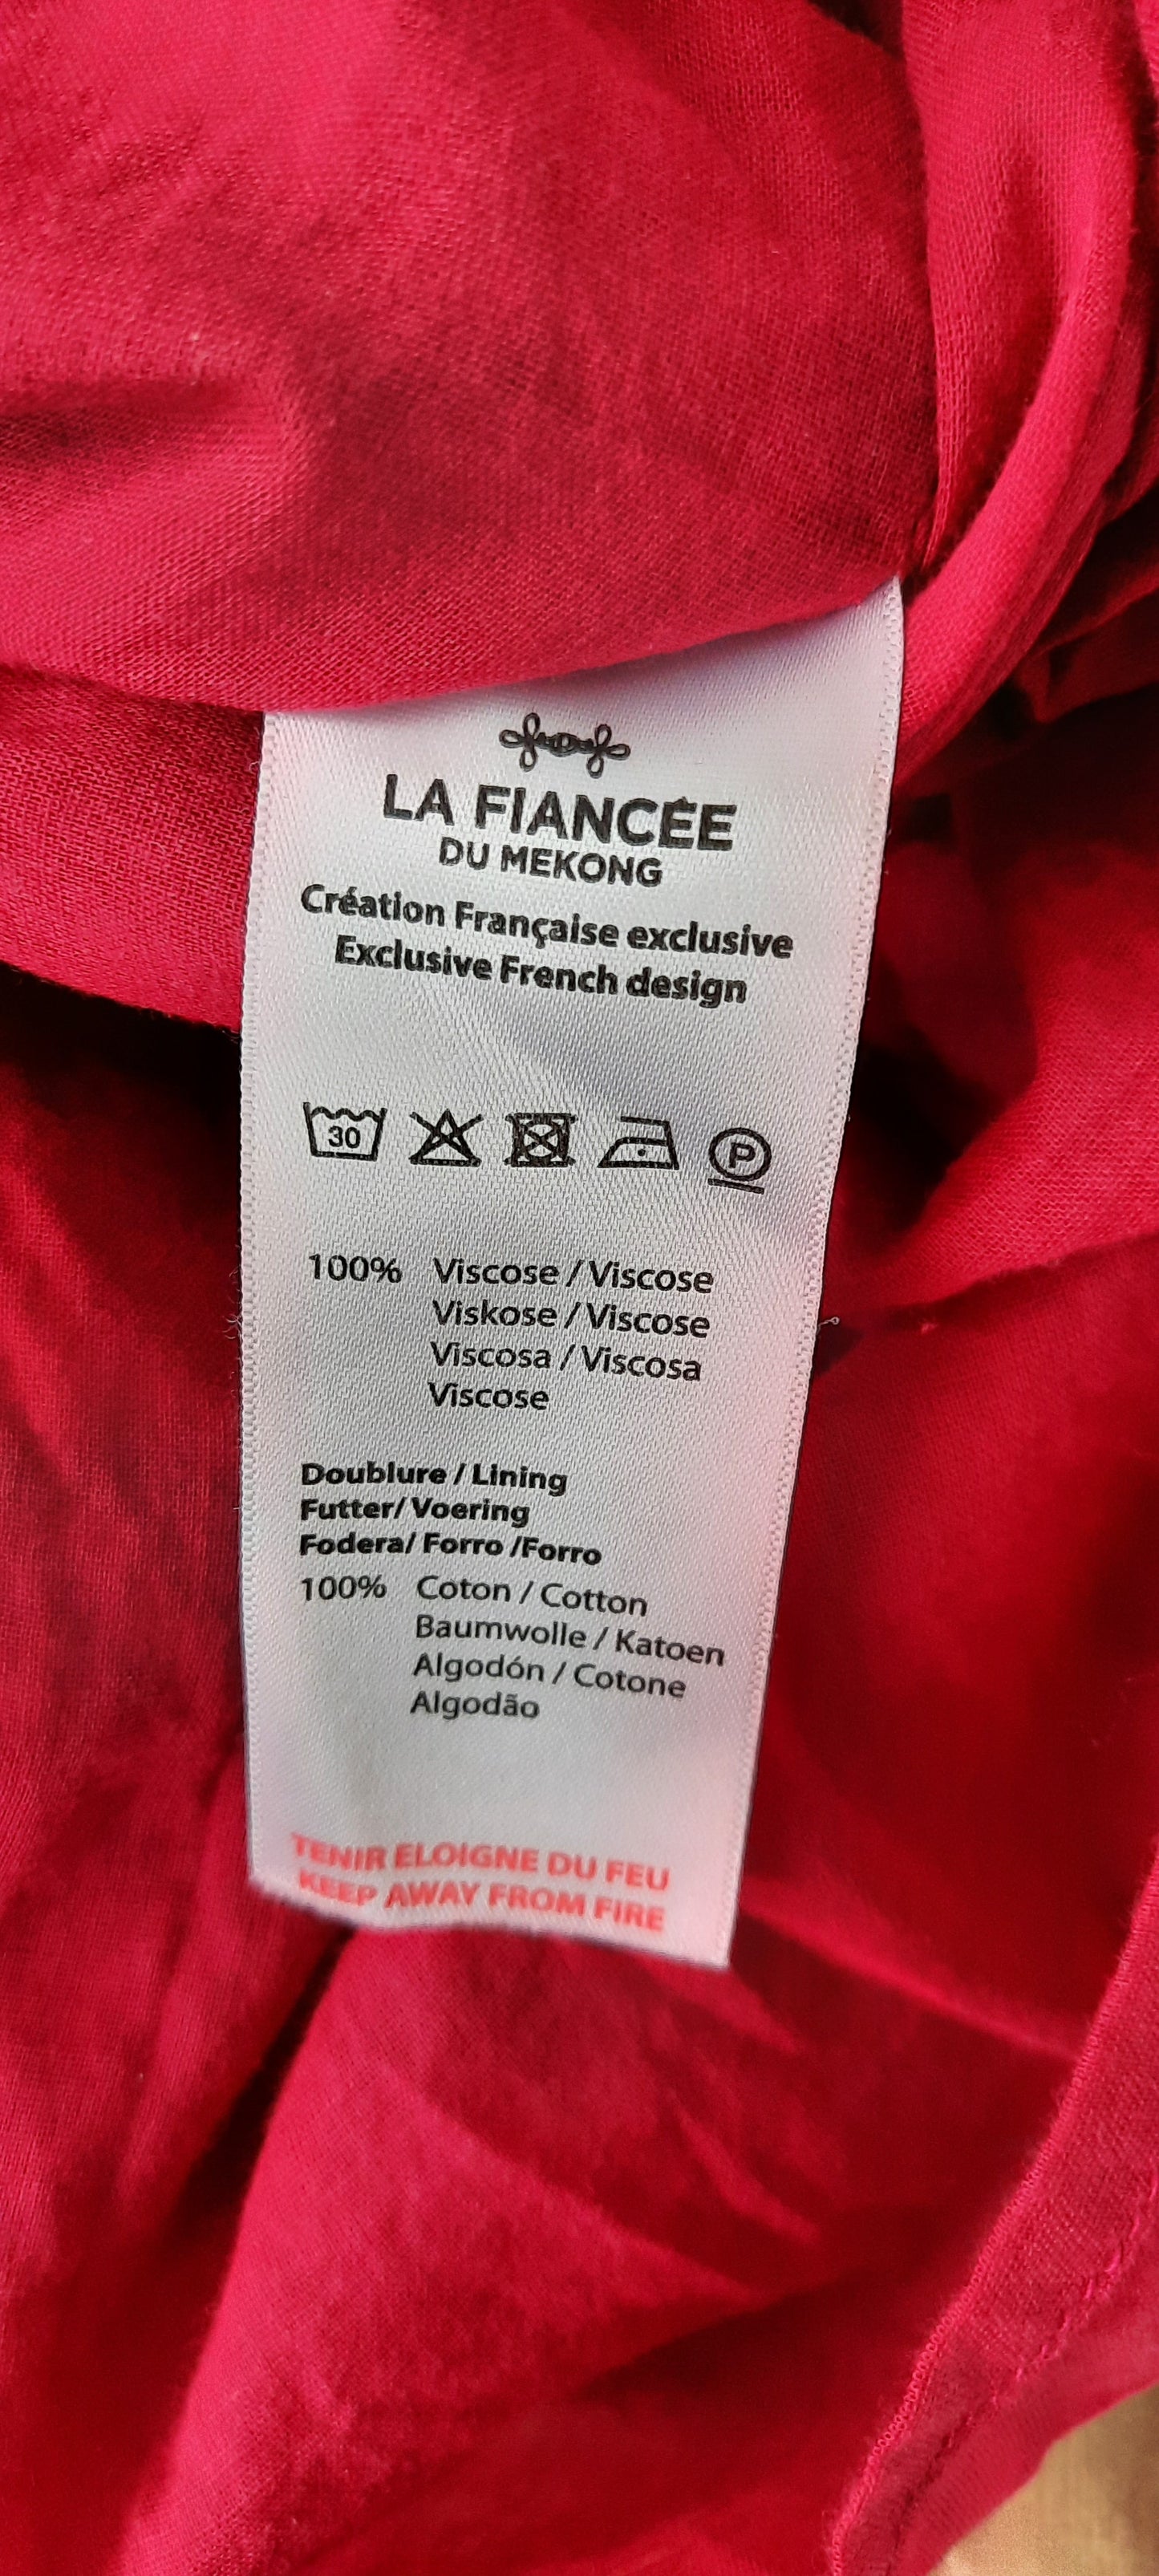 LA FIANCÉE
DU MEKONG
Création Française exclusive
Exclusive French design
30
P
100% Viscose / Viscose
Viskose / Viscose
Viscosa / Viscosa
Viscose
Doublure / Lining
Futter/ Voering
Fodera/ Forro /Forro
100% Coton / Cotton
Baumwolle / Katoen
Algodón / Cotone
Algodão
TENIR ELOIGNE DU FEU
KEEP AWAY FROM FIRE